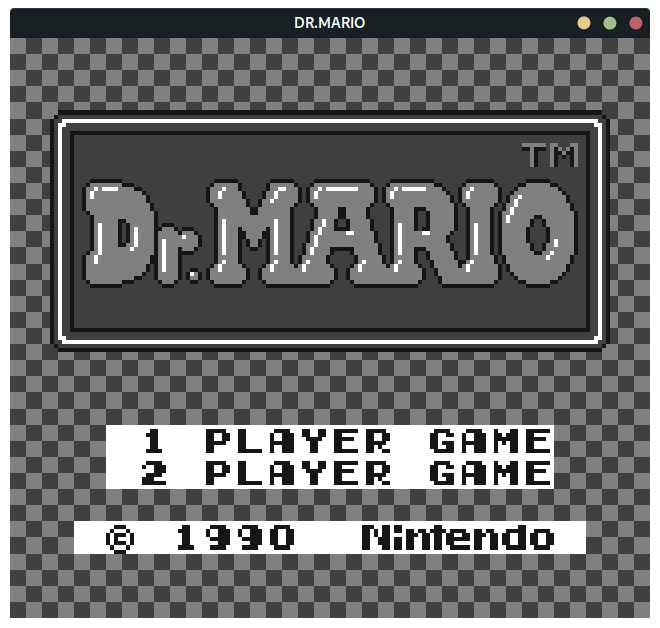 DR.MARIO
TM
Dr.MARIO
1 PLAYER GAME
2 PLAYER GAME
© 1990 Nintendo